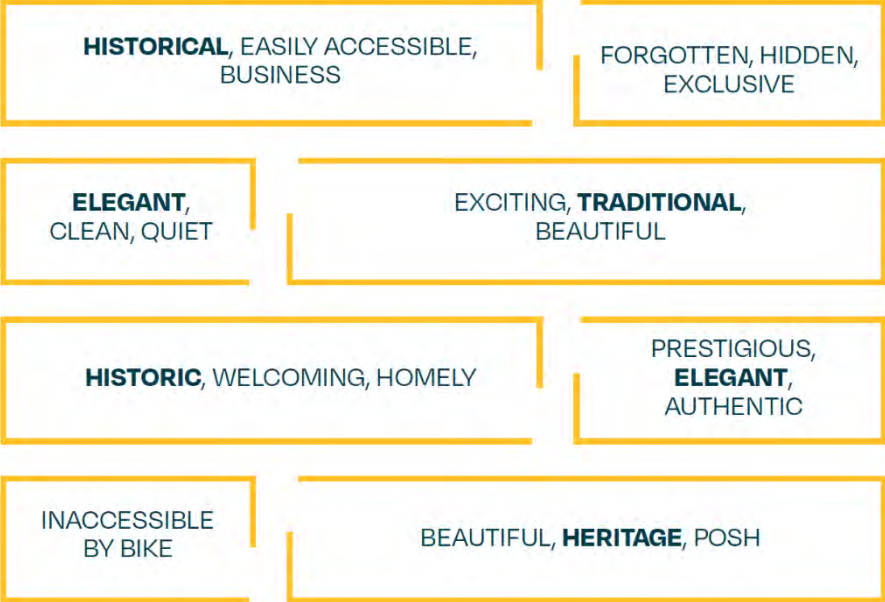 HISTORICAL, EASILY ACCESSIBLE,
BUSINESS
FORGOTTEN, HIDDEN,
EXCLUSIVE
ELEGANT,
CLEAN, QUIET
EXCITING, TRADITIONAL,
BEAUTIFUL
HISTORIC, WELCOMING, HOMELY
PRESTIGIOUS,
ELEGANT,
AUTHENTIC
INACCESSIBLE
BY BIKE
BEAUTIFUL, HERITAGE, POSH